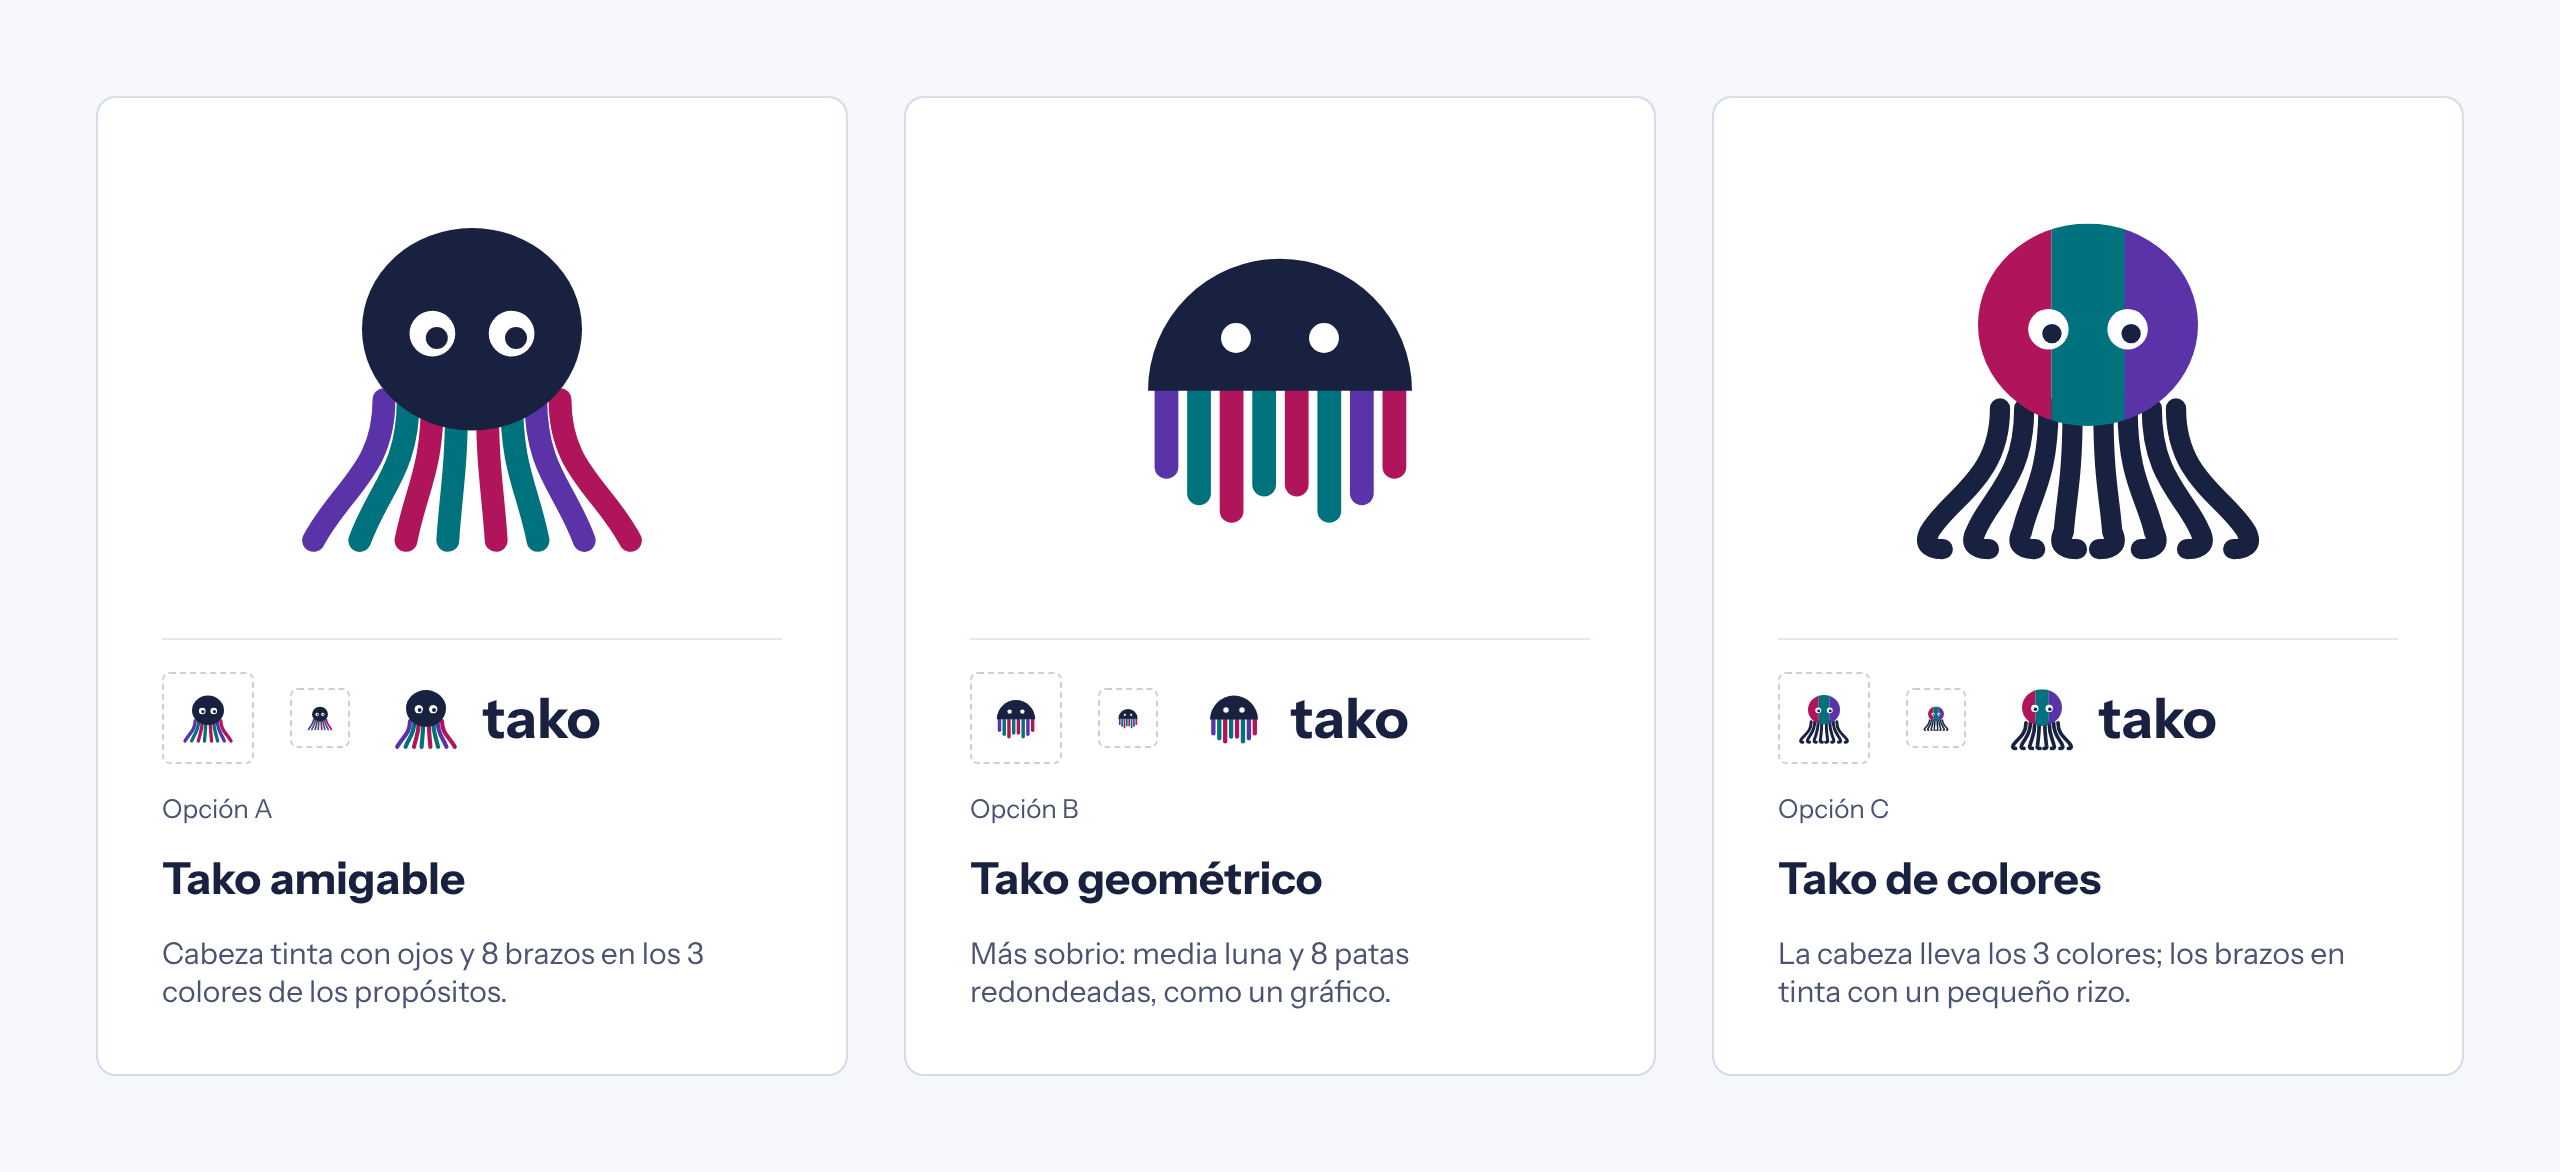 tako
Opción A
Tako amigable
Cabeza tinta con ojos y 8 brazos en los 3
colores de los propósitos.
tako
Opción B
Tako geométrico
Más sobrio: media luna y 8 patas
redondeadas, como un gráfico.
tako
Opción C
Tako de colores
La cabeza lleva los 3 colores; los brazos en
tinta con un pequeño rizo.